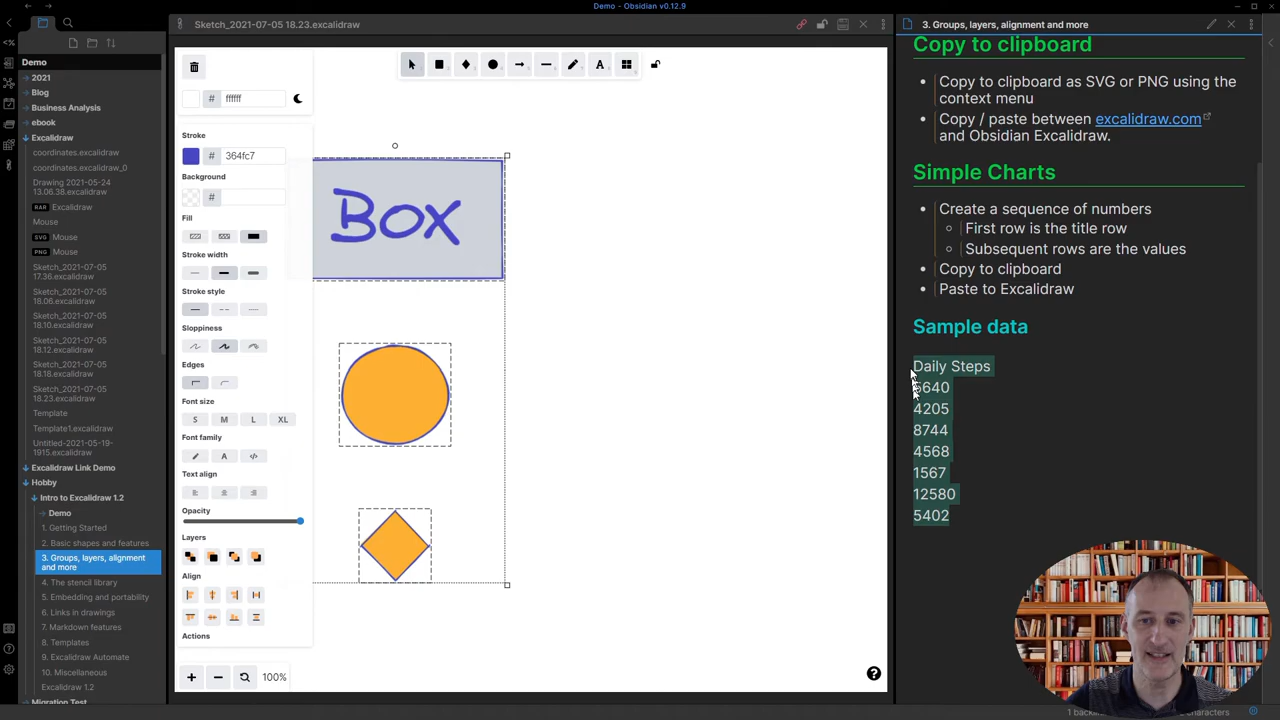 Demo - Obsidian v0.12.9
Sketch_2021-07-05 18.23.excalidraw
3. Groups, layers, alignment and more
Demo
2021
Blog
Business Analysis
ebook
Excalidraw
coordinates.excalidraw
coordinates.excalidraw_0
Drawing 2021-05-24
13.06.38.excalidraw
BAR Excalidraw
Mouse
SVG Mouse
PNG Mouse
Sketch_2021-07-05
17.36.excalidraw
Sketch_2021-07-05
18.06.excalidraw
Sketch_2021-07-05
18.10.excalidraw
Sketch_2021-07-05
18.12.excalidraw
Sketch_2021-07-05
18.18.excalidraw
Sketch_2021-07-05
18.23.excalidraw
Template
Template1.excalidraw
Untitled-2021-05-19-
1915.excalidraw
Excalidraw Link Demo
Hobby
Intro to Excalidraw 1.2
Demo
1. Getting Started
2. Basic shapes and features
3. Groups, layers, alignment
and more
4. The stencil library
5. Embedding and portability
6. Links in drawings
7. Markdown features
8. Templates
9. Excalidraw Automate
10. Miscellaneous
Excalidraw 1.2
Migration Test
# ffffff
Stroke
# 364fc7
Background
#
Fill
Stroke width
Stroke style
Sloppiness
Edges
Font size
S M L XL
Font family
A </>
Text align
Opacity
Layers
Align
Actions
+ - 100%
A
BOX
?
Copy to clipboard
Copy to clipboard as SVG or PNG using the
context menu
Copy / paste between excalidraw.com
and Obsidian Excalidraw.
Simple Charts
Create a sequence of numbers
First row is the title row
Subsequent rows are the values
Copy to clipboard
Paste to Excalidraw
Sample data
Daily Steps
640
4205
8744
4568
1567
12580
5402
characters